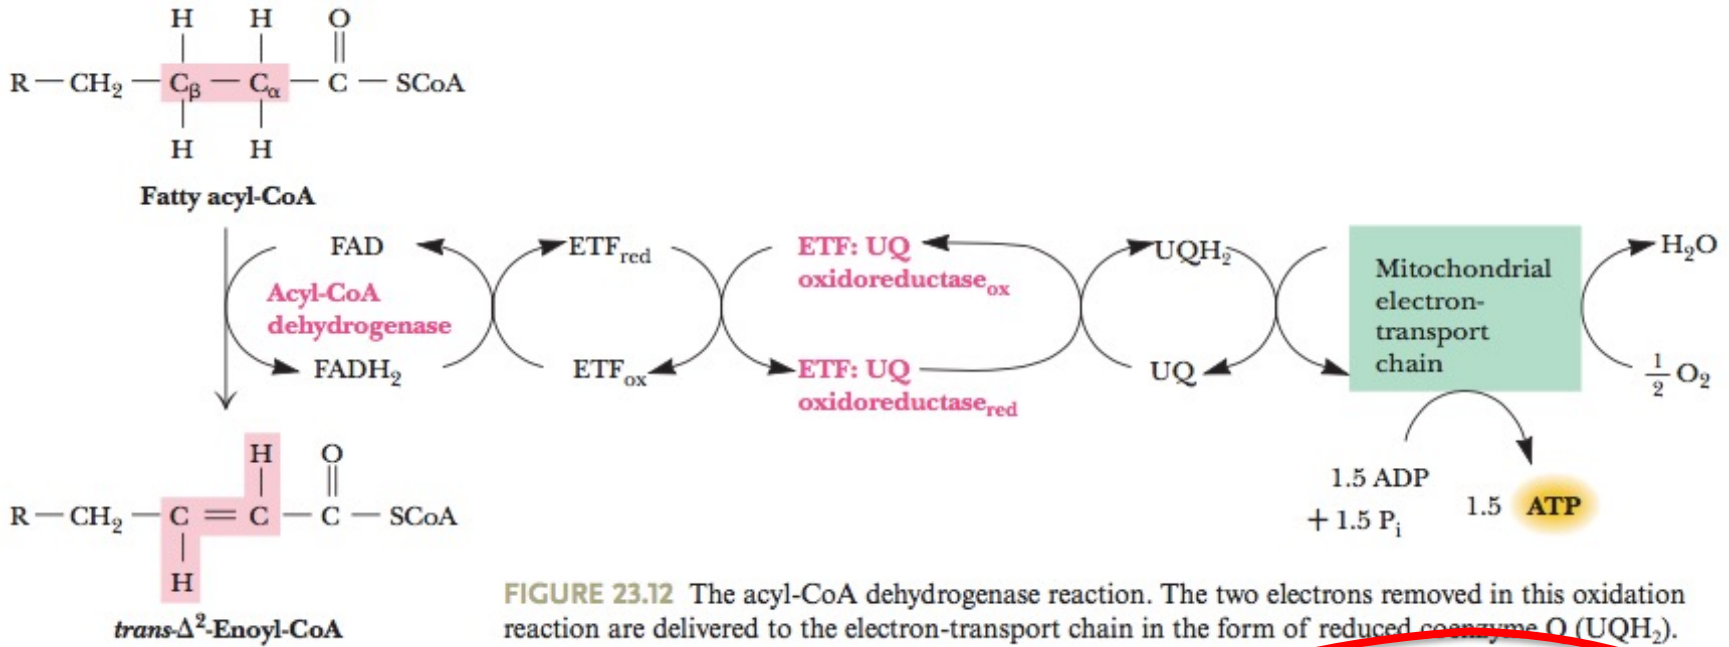 H H O
R—CH₂—Cβ—Cα—C—SCoA
H H
Fatty acyl-CoA
FAD
Acyl-CoA
dehydrogenase
FADH₂
ETFred
ETFox
ETF: UQ
oxidoreductaseox
ETF: UQ
oxidoreductasered
UQH₂
UQ
Mitochondrial
electron-
transport
chain
H₂O
½ O₂
1.5 ADP
+ 1.5 Pᵢ
1.5 ATP
H O
R—CH₂—C=C—C—SCoA
H
trans-Δ²-Enoyl-CoA
FIGURE 23.12 The acyl-CoA dehydrogenase reaction. The two electrons removed in this oxidation
reaction are delivered to the electron-transport chain in the form of reduced coenzyme Q (UQH₂).